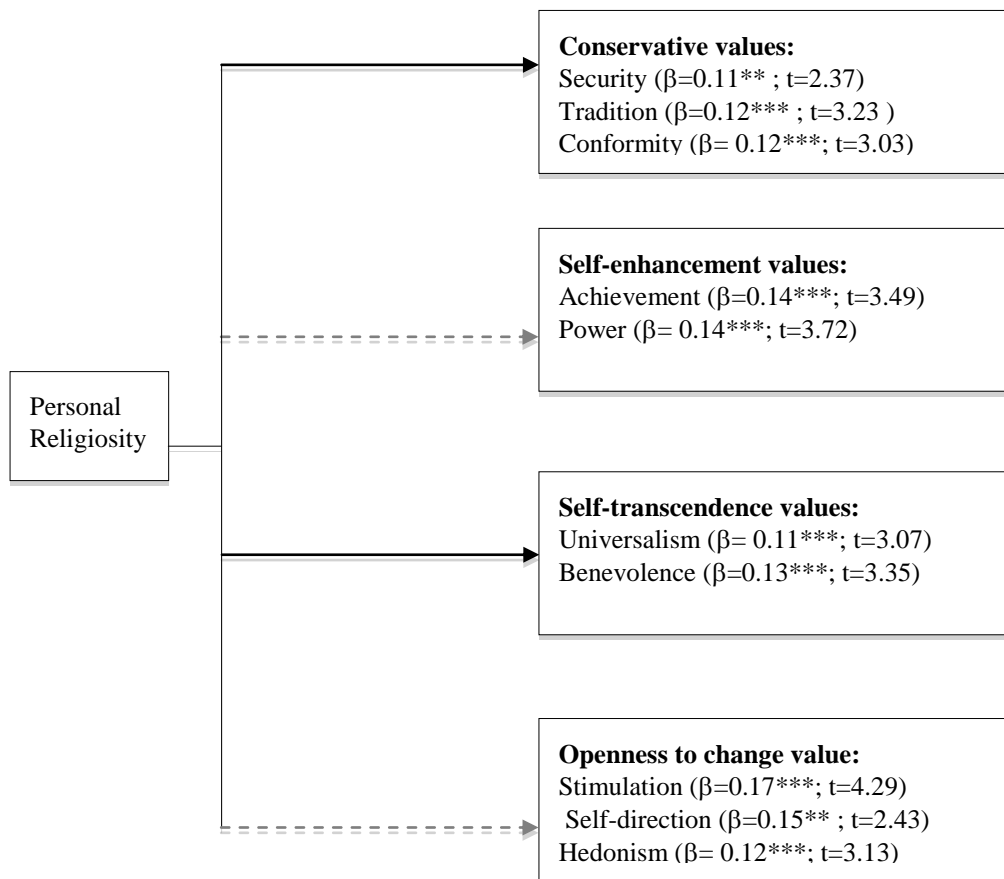 Conservative values:
Security (β=0.11** ; t=2.37)
Tradition (β=0.12*** ; t=3.23 )
Conformity (β= 0.12***; t=3.03)
Self-enhancement values:
Achievement (β=0.14***; t=3.49)
Power (β= 0.14***; t=3.72)
Personal
Religiosity
Self-transcendence values:
Universalism (β= 0.11***; t=3.07)
Benevolence (β=0.13***; t=3.35)
Openness to change value:
Stimulation (β=0.17***; t=4.29)
Self-direction (β=0.15** ; t=2.43)
Hedonism (β= 0.12***; t=3.13)